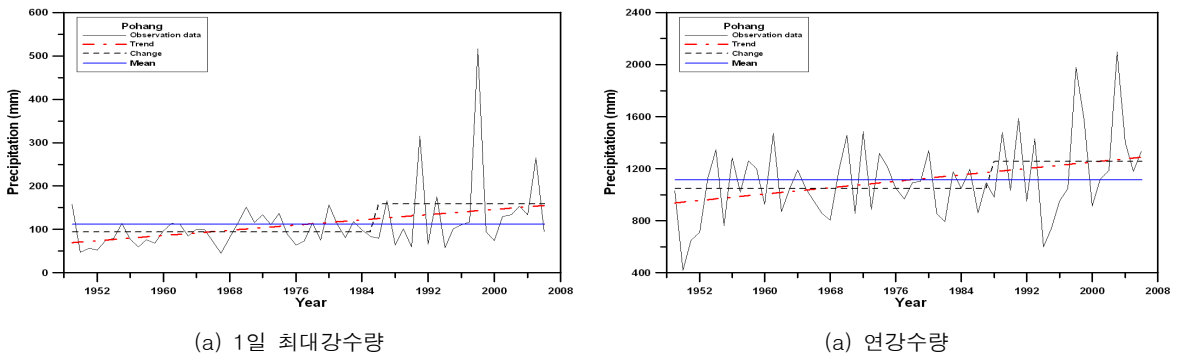 Pohang
Observation data
Trend
Change
Mean
Precipitation (mm)
600
500
400
300
200
100
0
1952 1960 1968 1976 1984 1992 2000 2008
Year
(a) 1일 최대강수량
Pohang
Observation data
Trend
Change
Mean
Precipitation (mm)
2400
2000
1600
1200
800
400
1952 1960 1968 1976 1984 1992 2000 2008
Year
(a) 연강수량